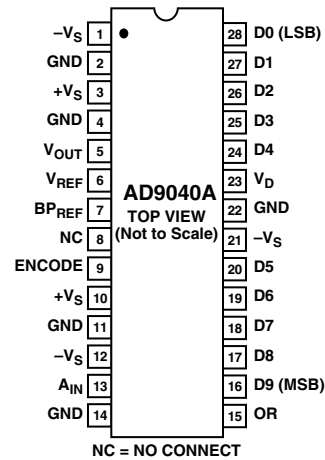 –VS 1
GND 2
+VS 3
GND 4
VOUT 5
VREF 6
BPREF 7
NC 8
ENCODE 9
+VS 10
GND 11
–VS 12
AIN 13
GND 14
AD9040A
TOP VIEW
(Not to Scale)
28 D0 (LSB)
27 D1
26 D2
25 D3
24 D4
23 VD
22 GND
21 –VS
20 D5
19 D6
18 D7
17 D8
16 D9 (MSB)
15 OR
NC = NO CONNECT